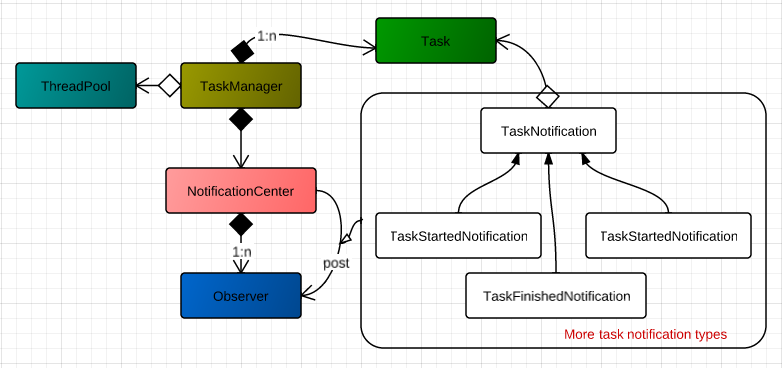 1:n
Task
ThreadPool
TaskManager
TaskNotification
NotificationCenter
TaskStartedNotification
TaskStartedNotification
1:n
post
Observer
TaskFinishedNotification
More task notification types